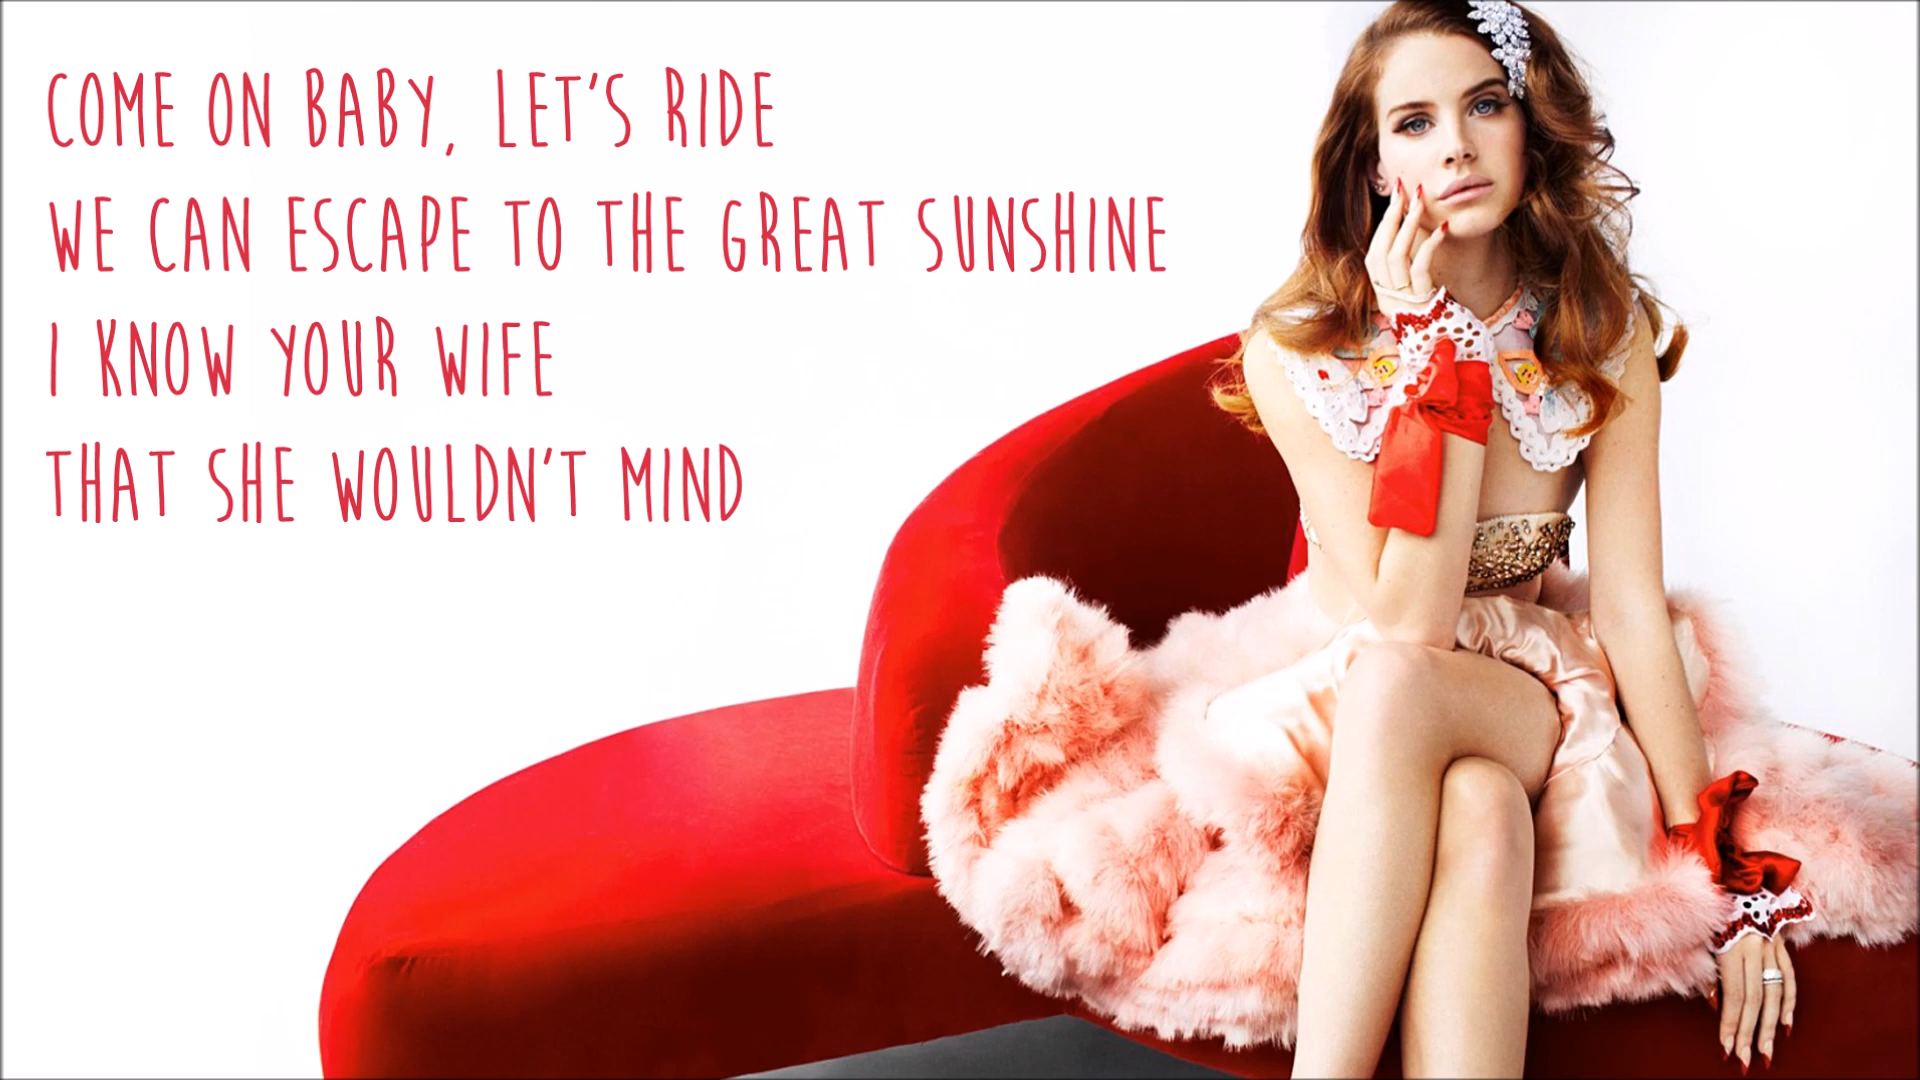 COME ON BABY, LET'S RIDE
WE CAN ESCAPE TO THE GREAT SUNSHINE
I KNOW YOUR WIFE
THAT SHE WOULDN'T MIND